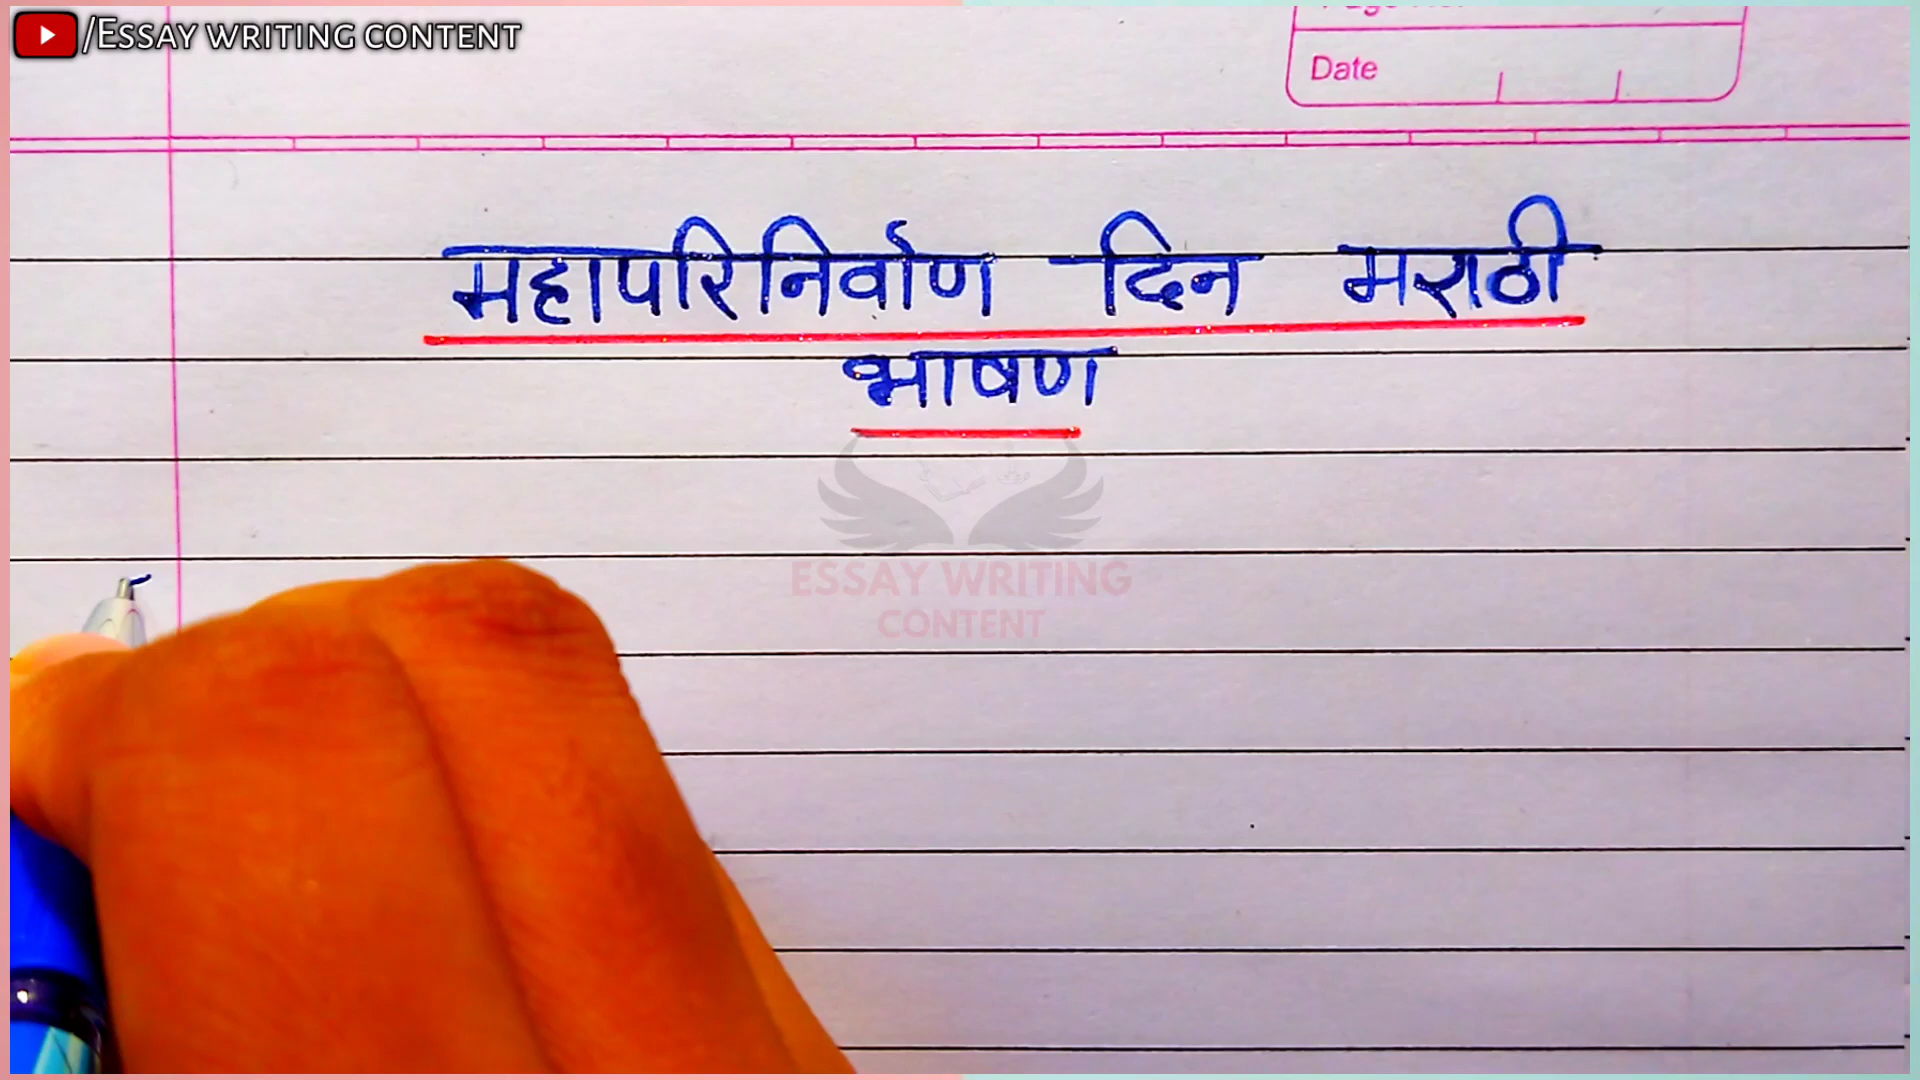 /Essay writing content
Date
महापरिनिर्वाण दिन मराठी
भाषण
ESSAY WRITING
CONTENT